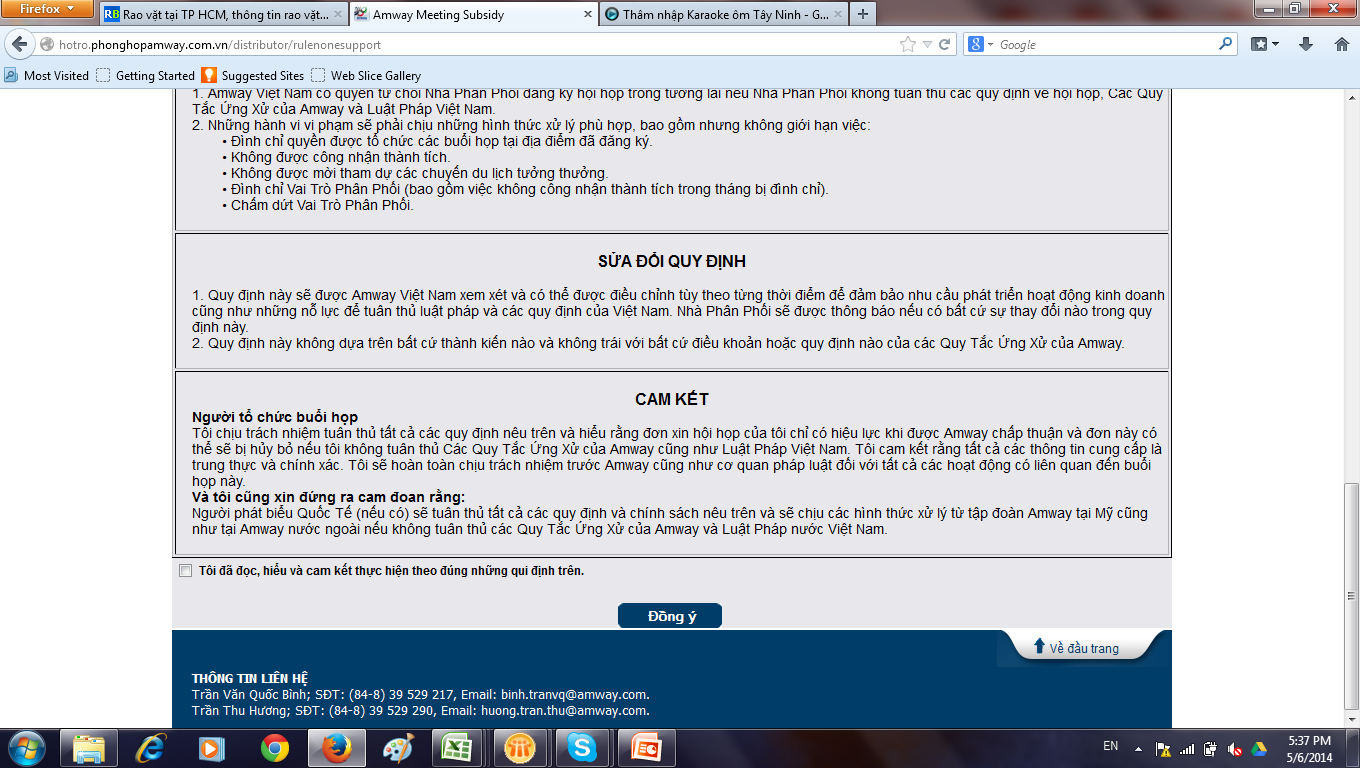 Firefox
Rao vặt tại TP HCM, thông tin rao vặt...
Amway Meeting Subsidy
Thâm nhập Karaoke ôm Tây Ninh - G...
hotro.phonghopamway.com.vn/distributor/rulenonesupport
Google
Most Visited
Getting Started
Suggested Sites
Web Slice Gallery
1. Amway Việt Nam có quyền từ chối Nhà Phân Phối đăng ký hội họp trong tương lai nếu Nhà Phân Phối không tuân thủ các quy định về hội họp, Các Quy
Tắc Ứng Xử của Amway và Luật Pháp Việt Nam.
2. Những hành vi vi phạm sẽ phải chịu những hình thức xử lý phù hợp, bao gồm nhưng không giới hạn việc:
• Đình chỉ quyền được tổ chức các buổi họp tại địa điểm đã đăng ký.
• Không được công nhận thành tích.
• Không được mời tham dự các chuyến du lịch tưởng thưởng.
• Đình chỉ Vai Trò Phân Phối (bao gồm việc không công nhận thành tích trong tháng bị đình chỉ).
• Chấm dứt Vai Trò Phân Phối.
SỬA ĐỔI QUY ĐỊNH
1. Quy định này sẽ được Amway Việt Nam xem xét và có thể được điều chỉnh tùy theo từng thời điểm để đảm bảo nhu cầu phát triển hoạt động kinh doanh
cũng như những nỗ lực để tuân thủ luật pháp và các quy định của Việt Nam. Nhà Phân Phối sẽ được thông báo nếu có bất cứ sự thay đổi nào trong quy
định này.
2. Quy định này không dựa trên bất cứ thành kiến nào và không trái với bất cứ điều khoản hoặc quy định nào của các Quy Tắc Ứng Xử của Amway.
CAM KẾT
Người tổ chức buổi họp
Tôi chịu trách nhiệm tuân thủ tất cả các quy định nêu trên và hiểu rằng đơn xin hội họp của tôi chỉ có hiệu lực khi được Amway chấp thuận và đơn này có
thể sẽ bị hủy bỏ nếu tôi không tuân thủ Các Quy Tắc Ứng Xử của Amway cũng như Luật Pháp Việt Nam. Tôi cam kết rằng tất cả các thông tin cung cấp là
trung thực và chính xác. Tôi sẽ hoàn toàn chịu trách nhiệm trước Amway cũng như cơ quan pháp luật đối với tất cả các hoạt động có liên quan đến buổi
họp này.
Và tôi cũng xin đứng ra cam đoan rằng:
Người phát biểu Quốc Tế (nếu có) sẽ tuân thủ tất cả các quy định và chính sách nêu trên và sẽ chịu các hình thức xử lý từ tập đoàn Amway tại Mỹ cũng
như tại Amway nước ngoài nếu không tuân thủ các Quy Tắc Ứng Xử của Amway và Luật Pháp nước Việt Nam.
Tôi đã đọc, hiểu và cam kết thực hiện theo đúng những qui định trên.
Đồng ý
Về đầu trang
THÔNG TIN LIÊN HỆ
Trần Văn Quốc Bình; SĐT: (84-8) 39 529 217, Email: binh.tranvq@amway.com.
Trần Thu Hương; SĐT: (84-8) 39 529 290, Email: huong.tran.thu@amway.com.
EN
5:37 PM
5/6/2014